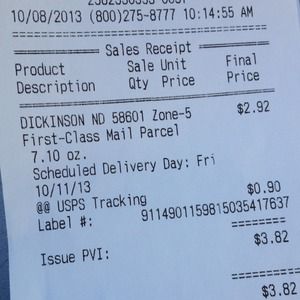 10/08/2013 (800)275-8777 10:14:55 AM
Sales Receipt
Product Sale Unit Final
Description Qty Price Price
DICKINSON ND 58601 Zone-5 $2.92
First-Class Mail Parcel
7.10 oz.
Scheduled Delivery Day: Fri
10/11/13
@@ USPS Tracking $0.90
Label #: 9114901159815035417637
========
$3.82
Issue PVI:
========
$3.82